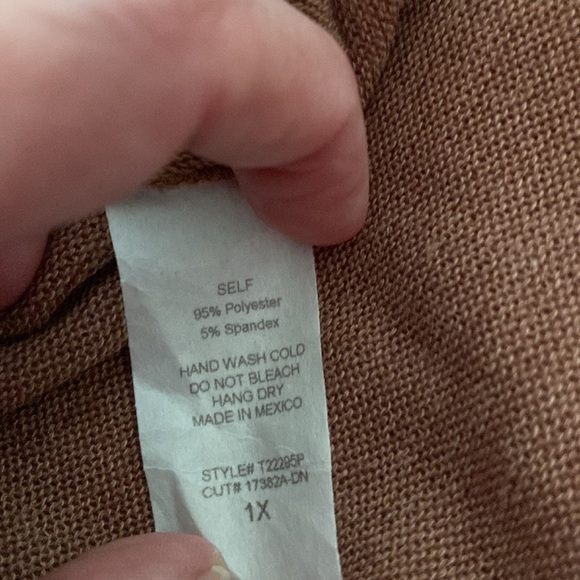 SELF
95% Polyester
5% Spandex
HAND WASH COLD
DO NOT BLEACH
HANG DRY
MADE IN MEXICO
STYLE# T22295P
CUT# 17382A-DN
1X